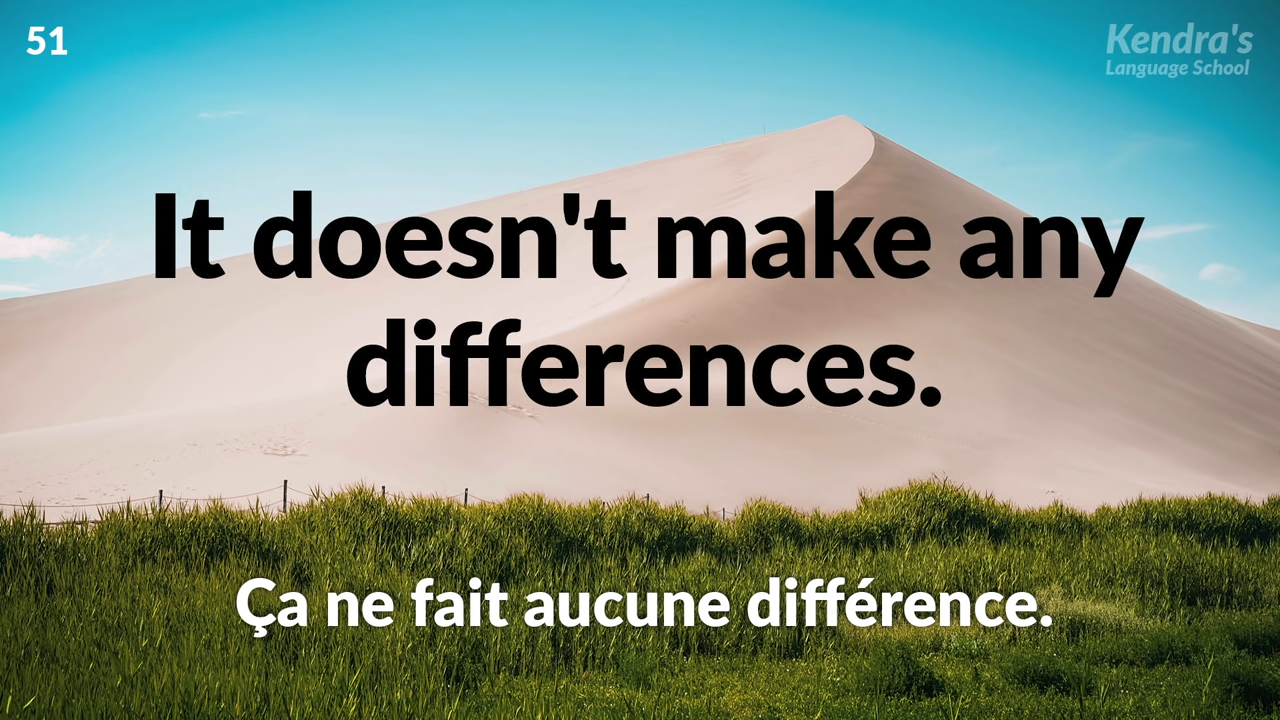 51
Kendra's
Language School
It doesn't make any
differences.
Ça ne fait aucune différence.